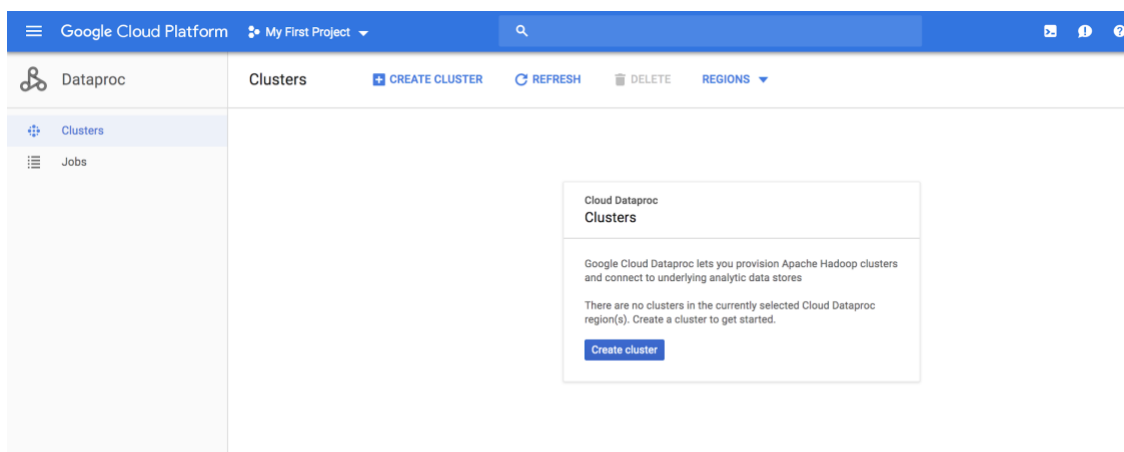 Google Cloud Platform My First Project
Dataproc
Clusters CREATE CLUSTER REFRESH DELETE REGIONS
Clusters
Jobs
Cloud Dataproc
Clusters
Google Cloud Dataproc lets you provision Apache Hadoop clusters
and connect to underlying analytic data stores
There are no clusters in the currently selected Cloud Dataproc
region(s). Create a cluster to get started.
Create cluster